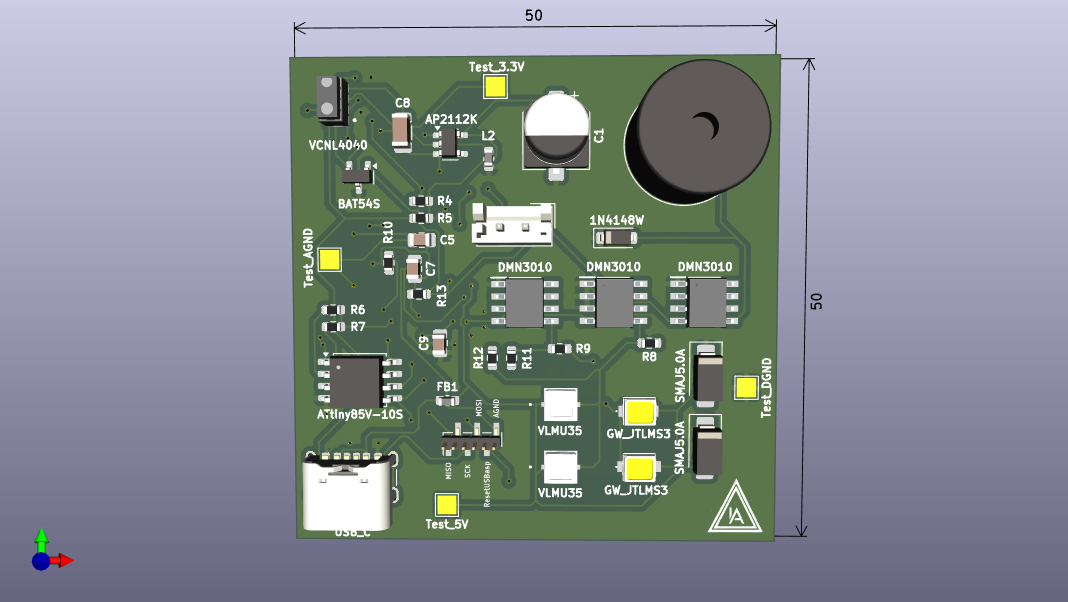 50
Test_3.3V
C8
AP2112K
C1
L2
VCNL4040
BAT54S
R4
R5
1N4148W
R10
C5
Test_AGND
C7
DMN3010
DMN3010
DMN3010
R13
50
R6
R7
C9
R12
R11
R9
R8
SMAJ5.0A
Test_DGND
FB1
MOSI
AGND
ATtiny85V-10S
VLMU35
GW_JTLMS3
SMAJ5.0A
MISO
SCK
ResetUSBasp
VLMU35
GW_JTLMS3
Test_5V
USB_C